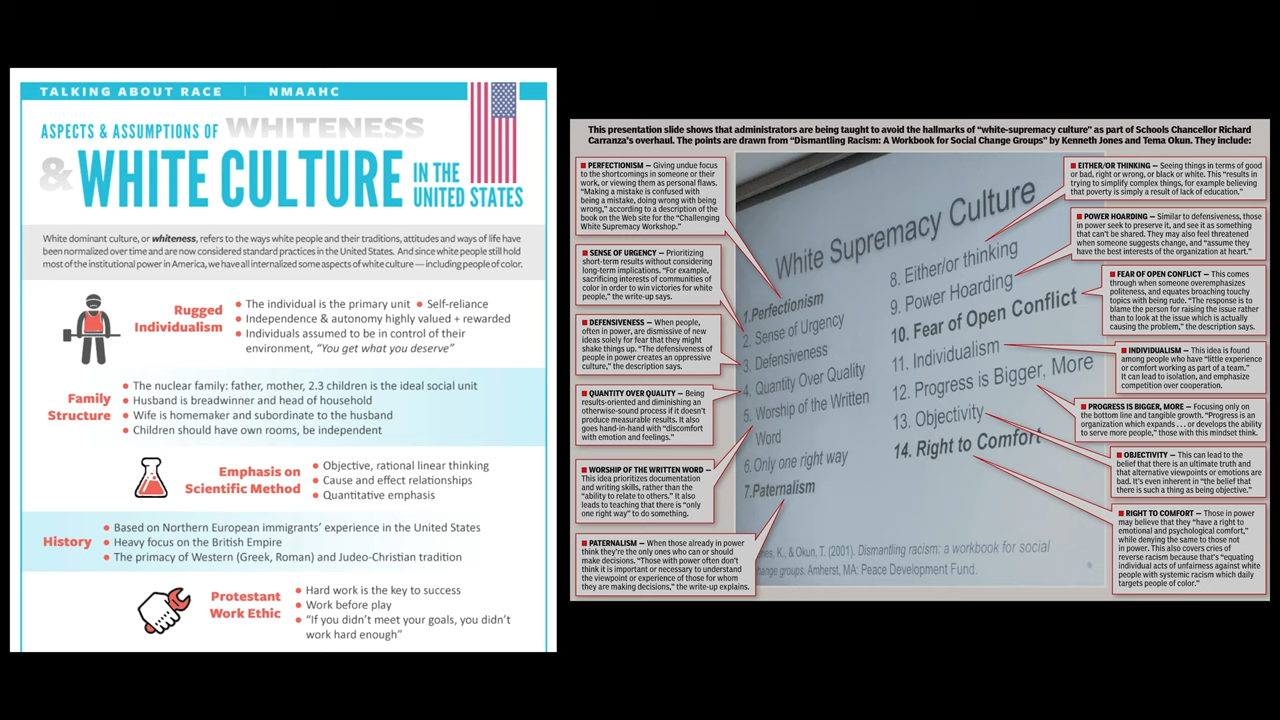 TALKING ABOUT RACE | NMAAHC
ASPECTS & ASSUMPTIONS OF WHITENESS
& WHITE CULTURE IN THE
UNITED STATES
White dominant culture, or whiteness, refers to the ways white people and their traditions, attitudes and ways of life have
been normalized over time and are now considered standard practices in the United States. And since white people still hold
most of the institutional power in America, we have all internalized some aspects of white culture — including people of color.
Rugged
Individualism
• The individual is the primary unit • Self-reliance
• Independence & autonomy highly valued + rewarded
• Individuals assumed to be in control of their
environment, “You get what you deserve”
Family
Structure
• The nuclear family: father, mother, 2.3 children is the ideal social unit
• Husband is breadwinner and head of household
• Wife is homemaker and subordinate to the husband
• Children should have own rooms, be independent
Emphasis on
Scientific Method
• Objective, rational linear thinking
• Cause and effect relationships
• Quantitative emphasis
History
• Based on Northern European immigrants’ experience in the United States
• Heavy focus on the British Empire
• The primacy of Western (Greek, Roman) and Judeo-Christian tradition
Protestant
Work Ethic
• Hard work is the key to success
• Work before play
• “If you didn’t meet your goals, you didn’t
work hard enough”
This presentation slide shows that administrators are being taught to avoid the hallmarks of “white-supremacy culture” as part of Schools Chancellor Richard
Carranza’s overhaul. The points are drawn from “Dismantling Racism: A Workbook for Social Change Groups” by Kenneth Jones and Tema Okun. They include:
■ PERFECTIONISM — Giving undue focus
to the shortcomings in someone or their
work, or viewing them as personal flaws.
“Making a mistake is confused with
being a mistake, doing wrong with being
wrong,” according to a description of the
book on the Web site for the “Challenging
White Supremacy Workshop.”
■ SENSE OF URGENCY — Prioritizing
short-term results without considering
long-term implications. “For example,
sacrificing interests of communities of
color in order to win victories for white
people,” the write-up says.
■ DEFENSIVENESS — When people,
often in power, are dismissive of new
ideas solely for fear that they might
shake things up. “The defensiveness of
people in power creates an oppressive
culture,” the description says.
■ QUANTITY OVER QUALITY — Being
results-oriented and diminishing an
otherwise-sound process if it doesn’t
produce measurable results. It also
goes hand-in-hand with “discomfort
with emotion and feelings.”
■ WORSHIP OF THE WRITTEN WORD —
This idea prioritizes documentation
and writing skills, rather than the
“ability to relate to others.” It also
leads to teaching that there is “only
one right way” to do something.
■ PATERNALISM — When those already in power
think they’re the only ones who can or should
make decisions. “Those with power often don’t
think it is important or necessary to understand
the viewpoint or experience of those for whom
they are making decisions,” the write-up explains.
White Supremacy Culture
1. Perfectionism
2. Sense of Urgency
3. Defensiveness
4. Quantity Over Quality
5. Worship of the Written
Word
6. Only one right way
7. Paternalism
8. Either/or thinking
9. Power Hoarding
10. Fear of Open Conflict
11. Individualism
12. Progress is Bigger, More
13. Objectivity
14. Right to Comfort
K., & Okun, T. (2001). Dismantling racism: a workbook for social
groups. Amherst, MA: Peace Development Fund.
■ EITHER/OR THINKING — Seeing things in terms of good
or bad, right or wrong, or black or white. This “results in
trying to simplify complex things, for example believing
that poverty is simply a result of lack of education.”
■ POWER HOARDING — Similar to defensiveness, those
in power seek to preserve it, and see it as something
that can’t be shared. They may also feel threatened
when someone suggests change, and “assume they
have the best interests of the organization at heart.”
■ FEAR OF OPEN CONFLICT — This comes
through when someone overemphasizes
politeness, and equates broaching touchy
topics with being rude. “The response is to
blame the person for raising the issue rather
than to look at the issue which is actually
causing the problem,” the description says.
■ INDIVIDUALISM — This idea is found
among people who have “little experience
or comfort working as part of a team.”
It can lead to isolation, and emphasize
competition over cooperation.
■ PROGRESS IS BIGGER, MORE — Focusing only on
the bottom line and tangible growth. “Progress is an
organization which expands . . . or develops the ability
to serve more people,” those with this mindset think.
■ OBJECTIVITY — This can lead to the
belief that there is an ultimate truth and
that alternative viewpoints or emotions are
bad. It’s even inherent in “the belief that
there is such a thing as being objective.”
■ RIGHT TO COMFORT — Those in power
may believe that they “have a right to
emotional and psychological comfort,”
while denying the same to those not
in power. This also covers cries of
reverse racism because that’s “equating
individual acts of unfairness against white
people with systemic racism which daily
targets people of color.”